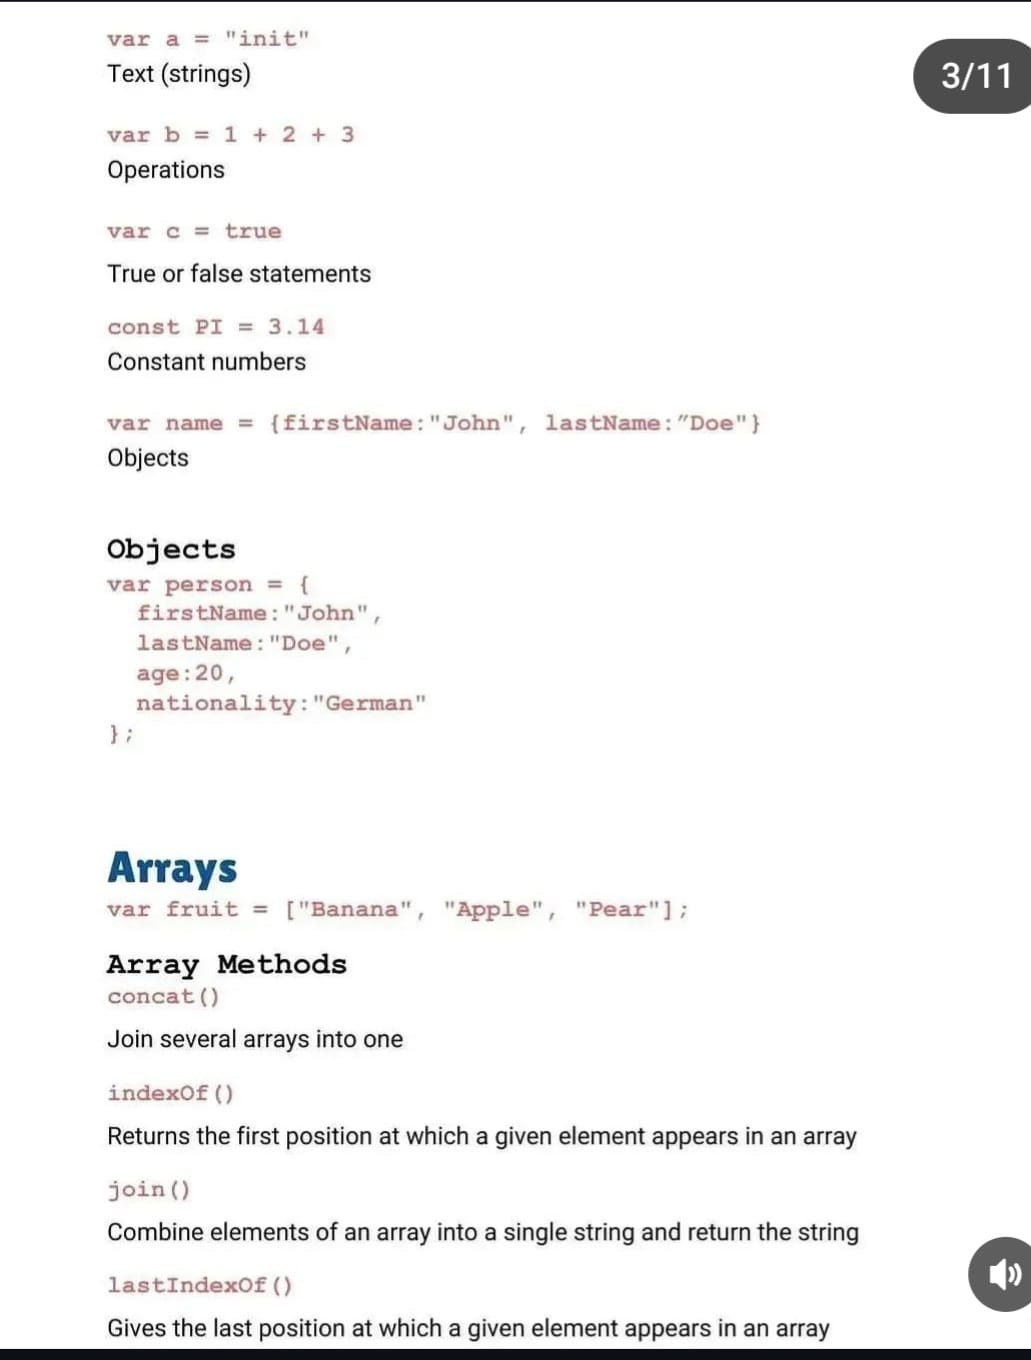 var a = "init"
Text (strings)
3/11
var b = 1 + 2 + 3
Operations
var c = true
True or false statements
const PI = 3.14
Constant numbers
var name = {firstName:"John", lastName:”Doe"}
Objects
Objects
var person = {
firstName:"John",
lastName:"Doe",
age:20,
nationality:"German"
};
Arrays
var fruit = ["Banana", "Apple", "Pear"];
Array Methods
concat()
Join several arrays into one
indexOf()
Returns the first position at which a given element appears in an array
join()
Combine elements of an array into a single string and return the string
lastIndexOf()
Gives the last position at which a given element appears in an array